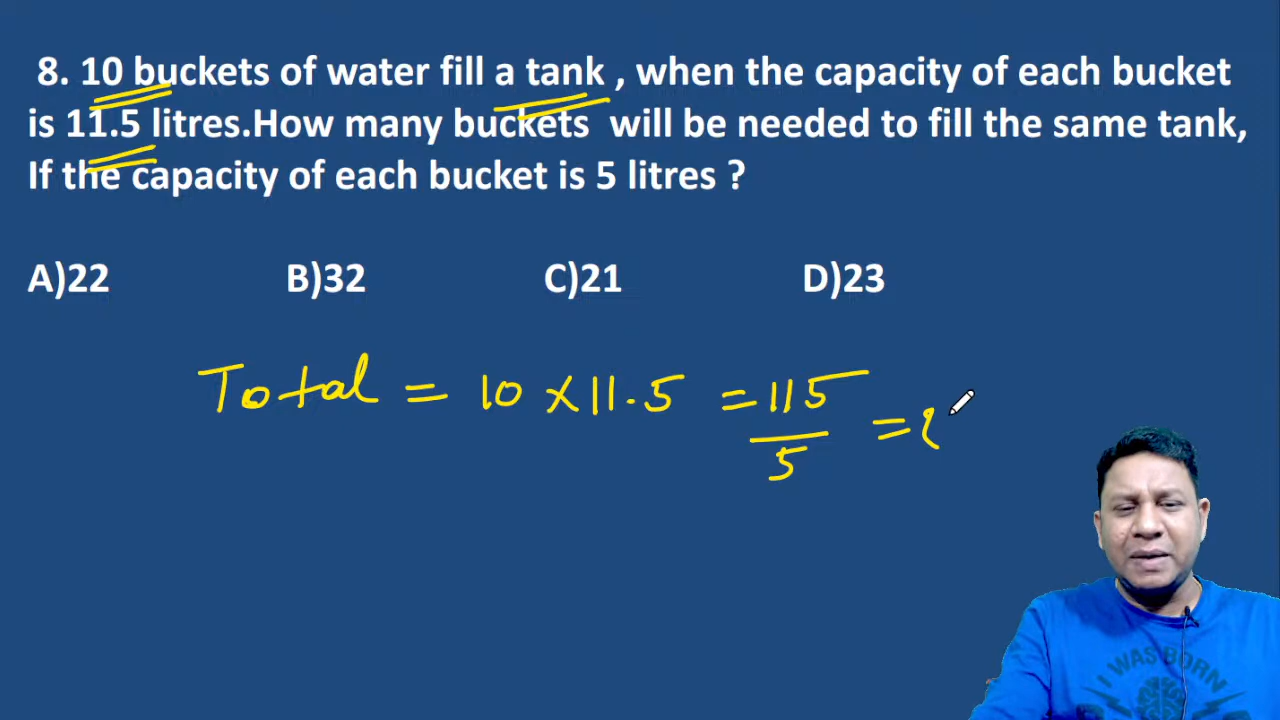 8. 10 buckets of water fill a tank , when the capacity of each bucket
is 11.5 litres.How many buckets will be needed to fill the same tank,
If the capacity of each bucket is 5 litres ?
A)22 B)32 C)21 D)23
Total = 10 × 11.5 = 115
5 =
I WAS BORN